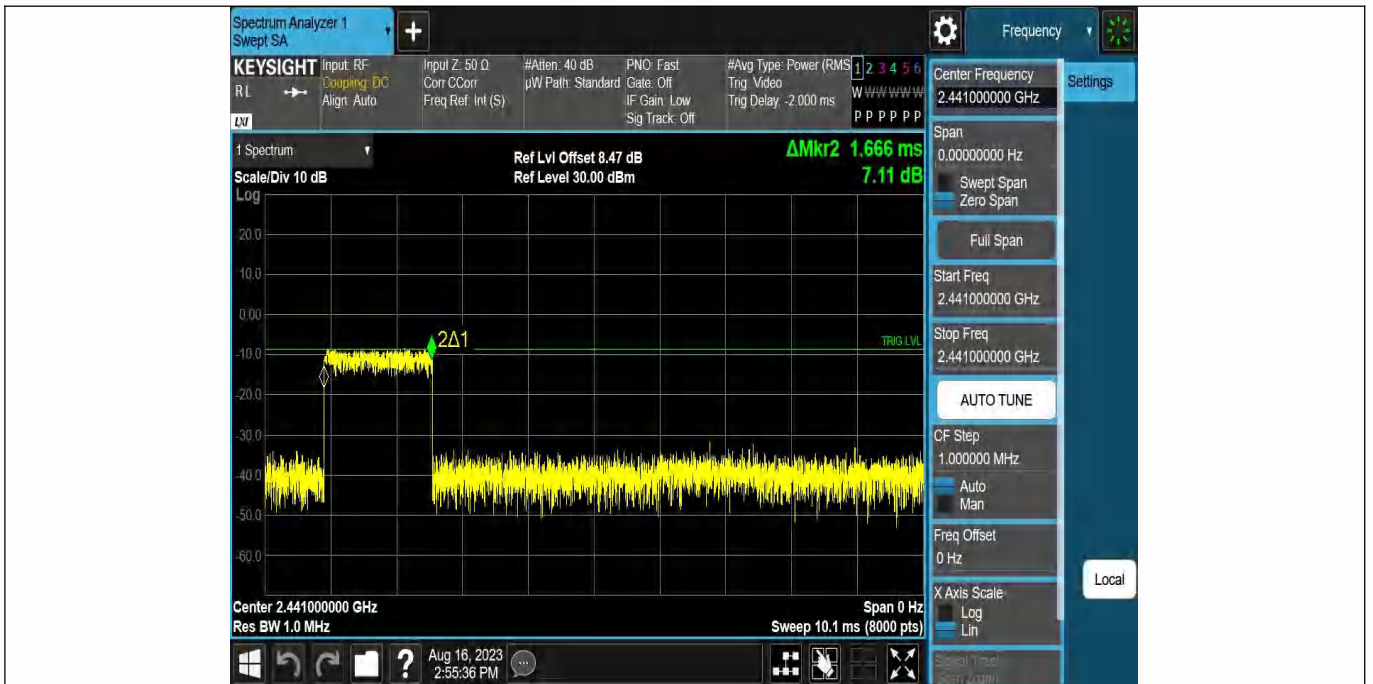 Spectrum Analyzer 1
Swept SA
Frequency
KEYSIGHT
R L
LXI
Input: RF
Coupling: DC
Align: Auto
Input Z: 50 Ω
Corr CCorr
Freq Ref: Int (S)
#Atten: 40 dB
µW Path: Standard
PNO: Fast
Gate: Off
IF Gain: Low
Sig Track: Off
#Avg Type: Power (RMS
Trig: Video
Trig Delay: -2.000 ms
1 2 3 4 5 6
W W W W W W
P P P P P P
Center Frequency
2.441000000 GHz
Settings
1 Spectrum
Scale/Div 10 dB
Ref Lvl Offset 8.47 dB
Ref Level 30.00 dBm
ΔMkr2 1.666 ms
7.11 dB
Span
0.00000000 Hz
Swept Span
Zero Span
Log
20.0
10.0
0.00
-10.0
-20.0
-30.0
-40.0
-50.0
-60.0
2Δ1
TRIG LVL
Full Span
Start Freq
2.441000000 GHz
Stop Freq
2.441000000 GHz
AUTO TUNE
CF Step
1.000000 MHz
Auto
Man
Freq Offset
0 Hz
X Axis Scale
Log
Lin
Local
Center 2.441000000 GHz
Res BW 1.0 MHz
Span 0 Hz
Sweep 10.1 ms (8000 pts)
?
Aug 16, 2023
2:55:36 PM
Signal Track
(Span Zoom)